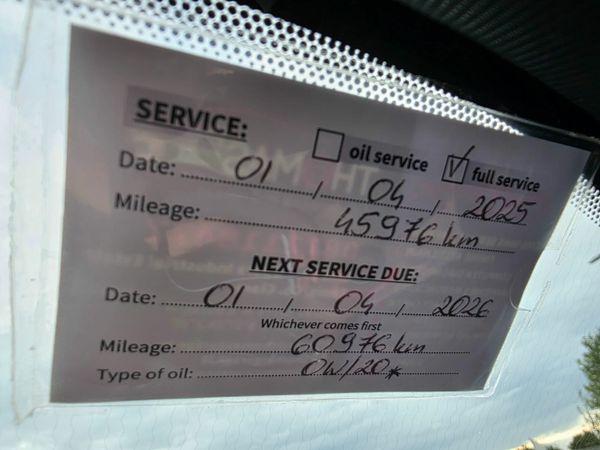 SERVICE:
oil service
full service
Date: 01 / 04 / 2025
Mileage: 45976 km
NEXT SERVICE DUE:
Date: 01 / 04 / 2026
Whichever comes first
Mileage: 60976 km
Type of oil: OW/20*